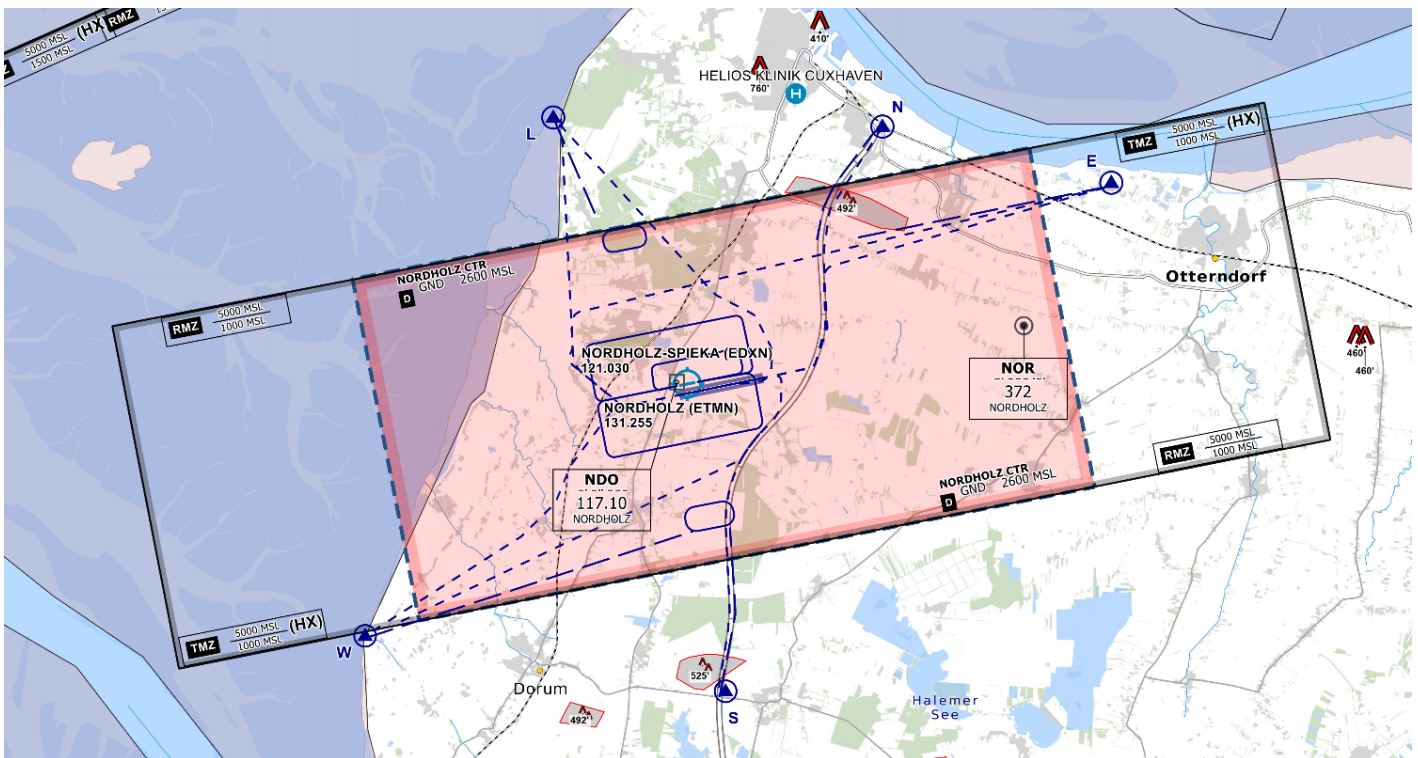 5000 MSL
1500 MSL
(HX)
RMZ
410'
760'
HELIOS KLINIK CUXHAVEN
H
L
N
E
TMZ
5000 MSL
1000 MSL
(HX)
492'
NORDHOLZ CTR
D
GND 2600 MSL
Otterndorf
RMZ
5000 MSL
1000 MSL
NORDHOLZ-SPIEKA (EDXN)
121.030
NORDHOLZ (ETMN)
131.255
NOR
372
NORDHOLZ
460'
460'
RMZ
5000 MSL
1000 MSL
NORDHOLZ CTR
D
GND 2600 MSL
NDO
117.10
NORDHOLZ
TMZ
5000 MSL
1000 MSL
(HX)
W
Dorum
525'
S
492'
Halemer
See